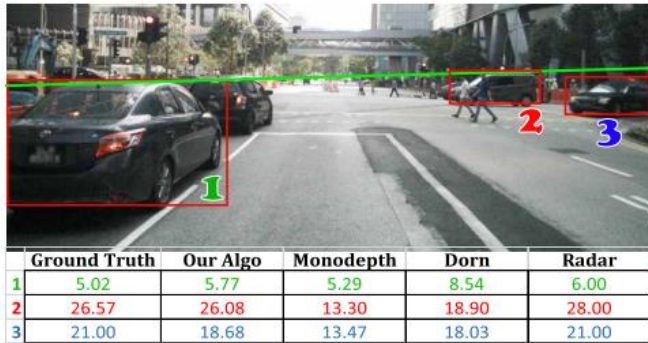 1
2
3
Ground Truth Our Algo Monodepth Dorn Radar
1 5.02 5.77 5.29 8.54 6.00
2 26.57 26.08 13.30 18.90 28.00
3 21.00 18.68 13.47 18.03 21.00